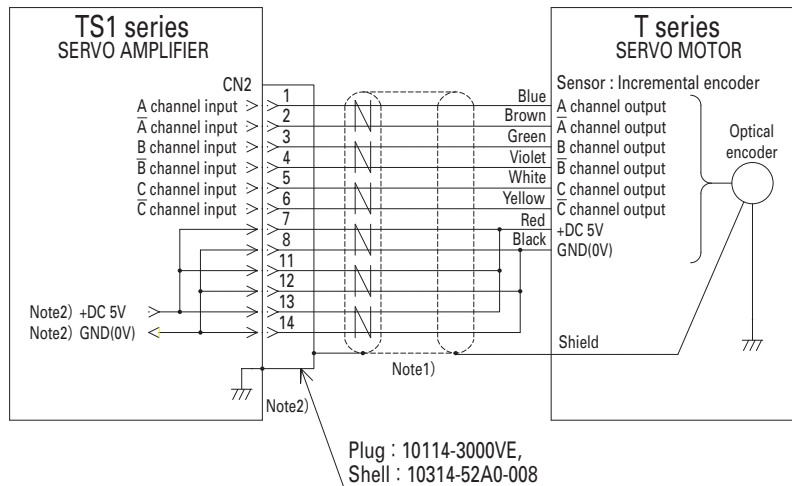 TS1 series
SERVO AMPLIFIER
T series
SERVO MOTOR
CN2
Sensor : Incremental encoder
A channel input 1 Blue A channel output
A̅ channel input 2 Brown A̅ channel output
B channel input 3 Green B channel output
B̅ channel input 4 Violet B̅ channel output
C channel input 5 White C channel output
C̅ channel input 6 Yellow C̅ channel output
7 Red +DC 5V
8 Black GND(0V)
11
12
13
14
Optical
encoder
Note2) +DC 5V
Note2) GND(0V)
Shield
Note1)
Note2)
Plug : 10114-3000VE,
Shell : 10314-52A0-008